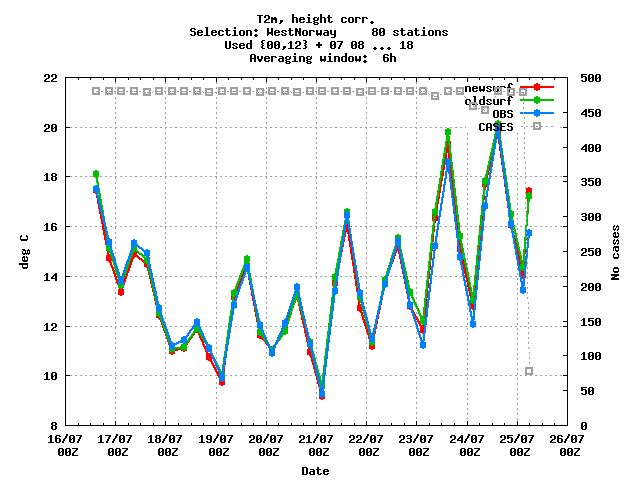 T2m, height corr.
Selection: WestNorway 80 stations
Used {00,12} + 07 08 ... 18
Averaging window: 6h
22 500
newsurf
oldsurf
OBS
CASES
450
20
400
18
350
16
300
deg C
250
No cases
14
200
12
150
100
10
50
8 0
16/07 17/07 18/07 19/07 20/07 21/07 22/07 23/07 24/07 25/07 26/07
00Z 00Z 00Z 00Z 00Z 00Z 00Z 00Z 00Z 00Z 00Z
Date